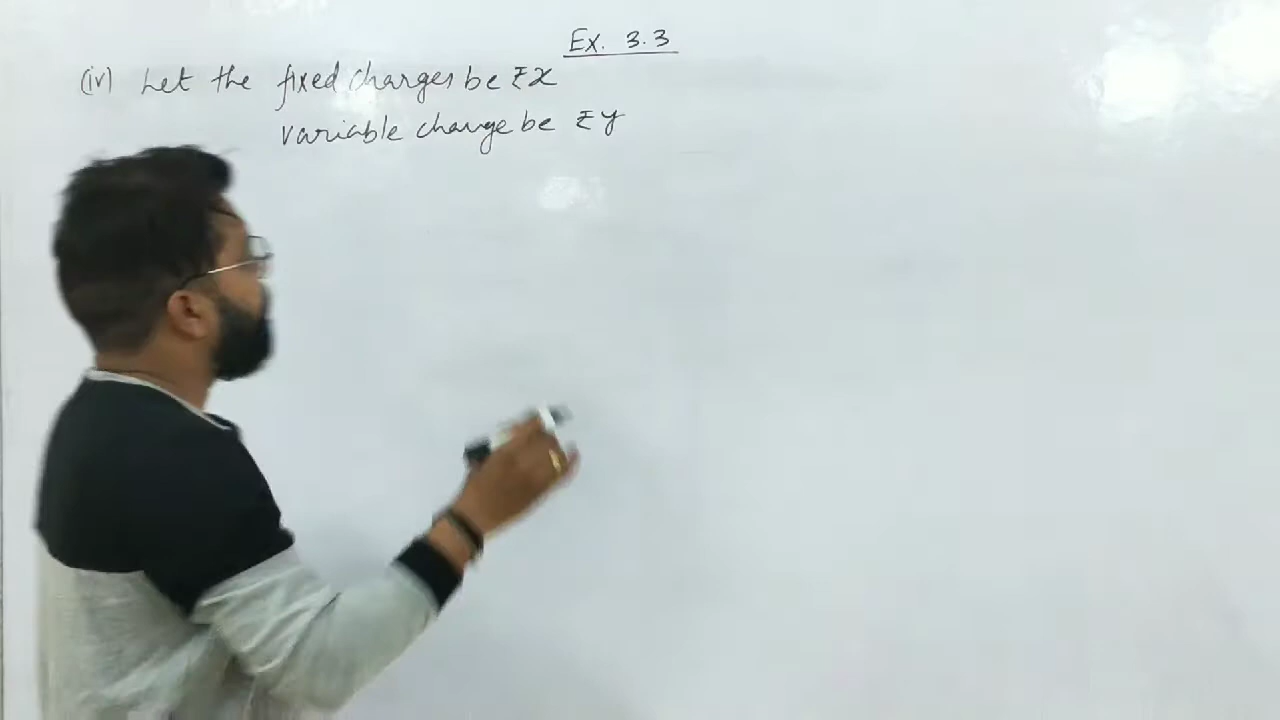 Ex. 3.3
(iv) Let the fixed charges be ₹x
variable charge be ₹y